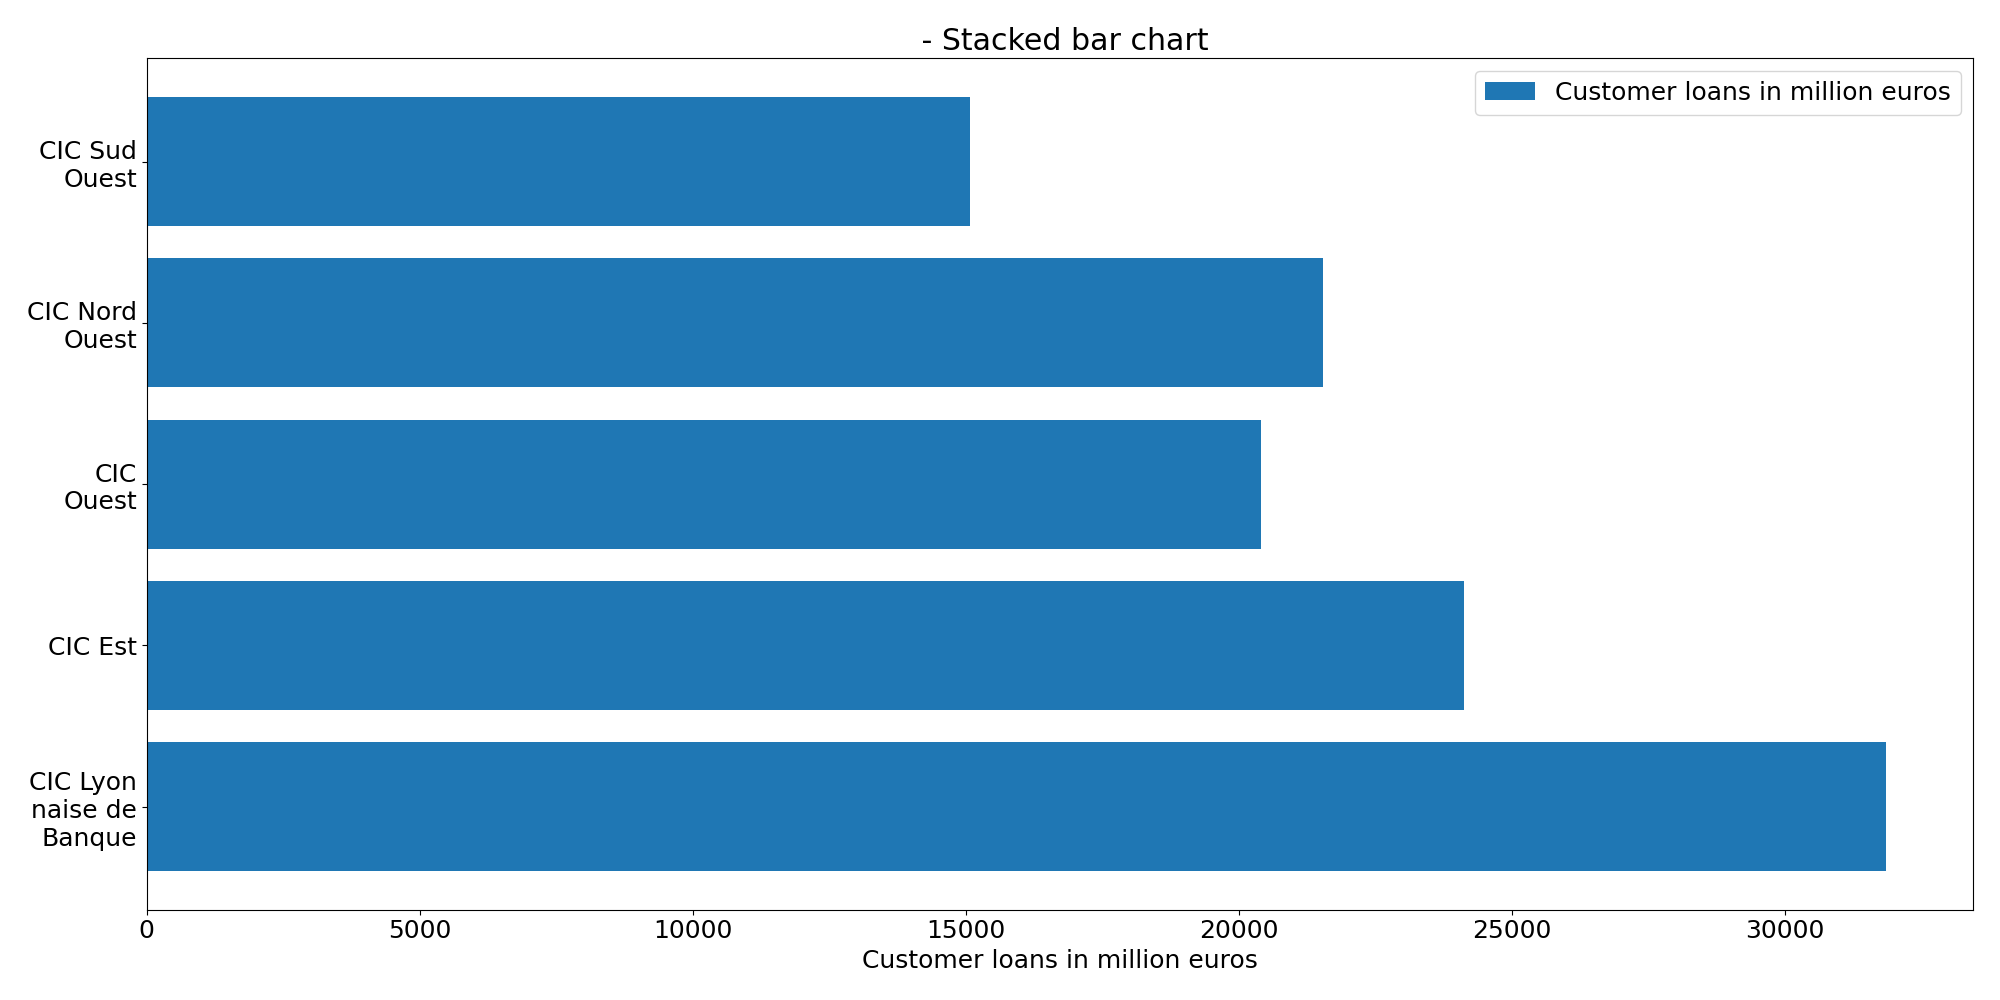 - Stacked bar chart
Customer loans in million euros
CIC Sud
Ouest
CIC Nord
Ouest
CIC
Ouest
CIC Est
CIC Lyon
naise de
Banque
0 5000 10000 15000 20000 25000 30000
Customer loans in million euros